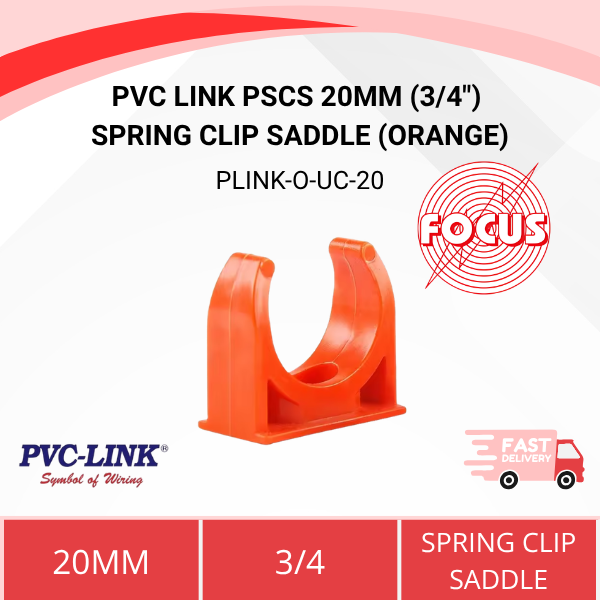 PVC LINK PSCS 20MM (3/4")
SPRING CLIP SADDLE (ORANGE)
PLINK-O-UC-20
FOCUS
PVC-LINK®
Symbol of Wiring
FAST
DELIVERY
20MM
3/4
SPRING CLIP
SADDLE